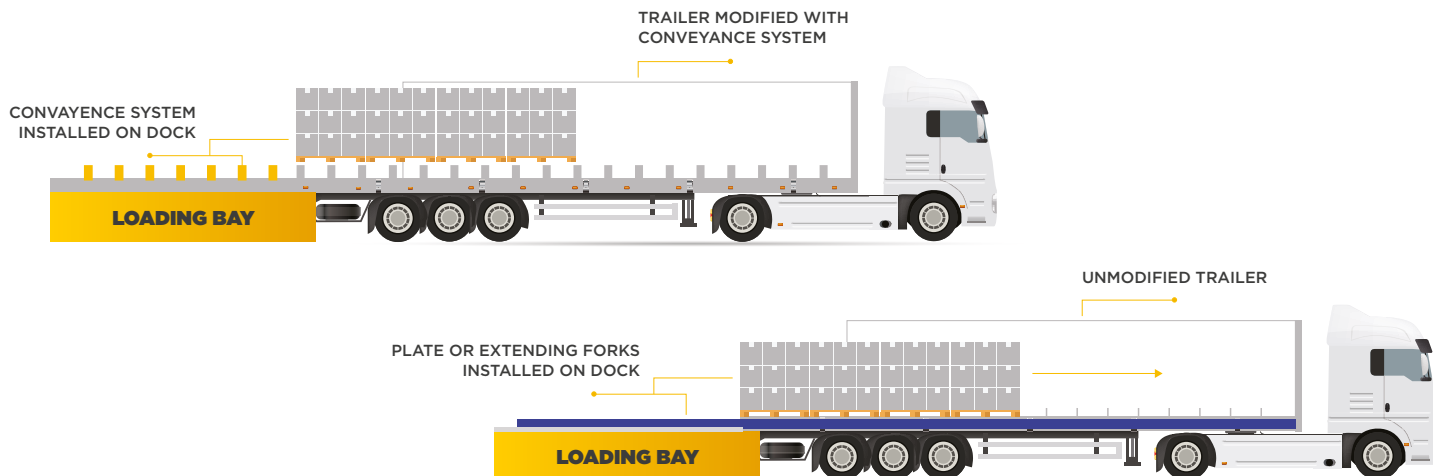 TRAILER MODIFIED WITH
CONVEYANCE SYSTEM
CONVAYENCE SYSTEM
INSTALLED ON DOCK
LOADING BAY
UNMODIFIED TRAILER
PLATE OR EXTENDING FORKS
INSTALLED ON DOCK
LOADING BAY